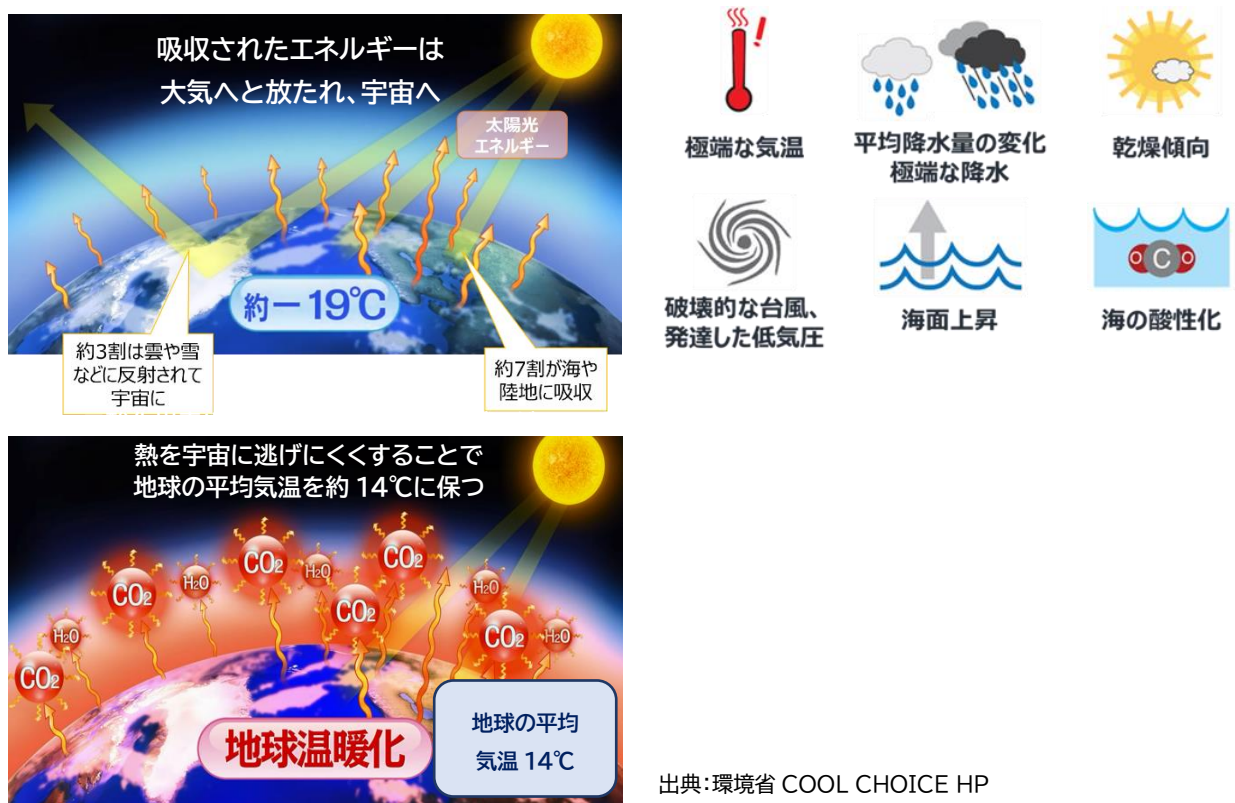 吸収されたエネルギーは
大気へと放たれ、宇宙へ
太陽光
エネルギー
約－19℃
約3割は雲や雪
などに反射されて
宇宙に
約7割が海や
陸地に吸収
極端な気温
平均降水量の変化
極端な降水
乾燥傾向
破壊的な台風、
発達した低気圧
海面上昇
O C O
海の酸性化
熱を宇宙に逃げにくくすることで
地球の平均気温を約 14℃に保つ
CO2
H2O
CO2
H2O
CO2
CO2
H2O
CO2
H2O
H2O
CO2
地球温暖化
地球の平均
気温 14℃
出典：環境省 COOL CHOICE HP